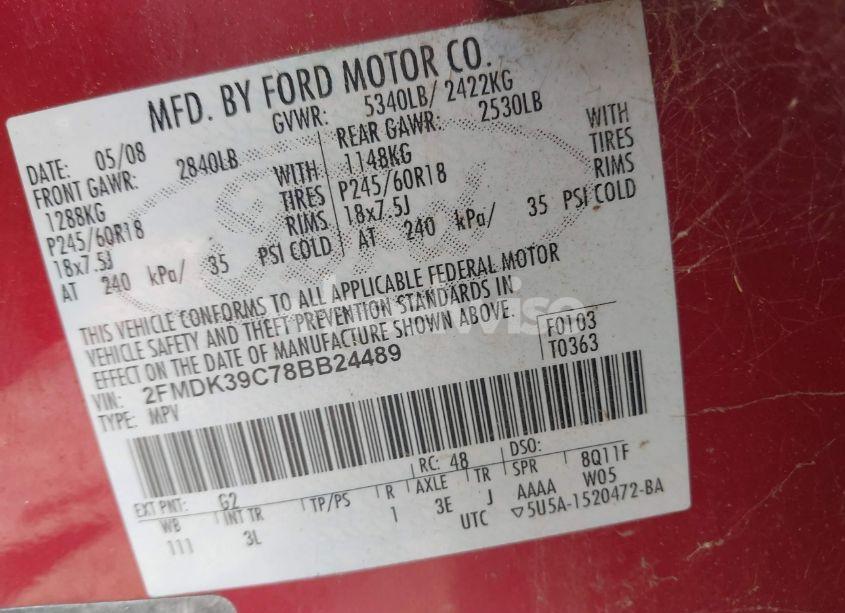 MFD. BY FORD MOTOR CO.
DATE: 05/08 GVWR: 5340LB/ 2422KG
FRONT GAWR: 2840LB REAR GAWR: 2530LB
1288KG WITH 1148KG WITH
P245/60R18 TIRES P245/60R18 TIRES
18x7.5J RIMS 18x7.5J RIMS
AT 240 kPa/ 35 PSI COLD AT 240 kPa/ 35 PSI COLD
THIS VEHICLE CONFORMS TO ALL APPLICABLE FEDERAL MOTOR
VEHICLE SAFETY AND THEFT PREVENTION STANDARDS IN
EFFECT ON THE DATE OF MANUFACTURE SHOWN ABOVE.
VIN: 2FMDK39C78BB24489 F0103
TYPE: MPV T0363
EXT PNT: G2 RC: 48 DSO:
WB INT TR TP/PS R AXLE TR SPR 8Q11F
111 3L 1 3E J AAAA W05
UTC ▽5U5A-1520472-BA